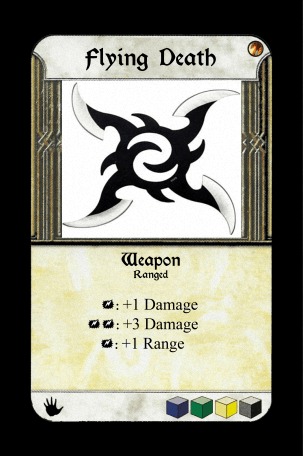 Flying Death
Weapon
Ranged
: +1 Damage
: +3 Damage
: +1 Range